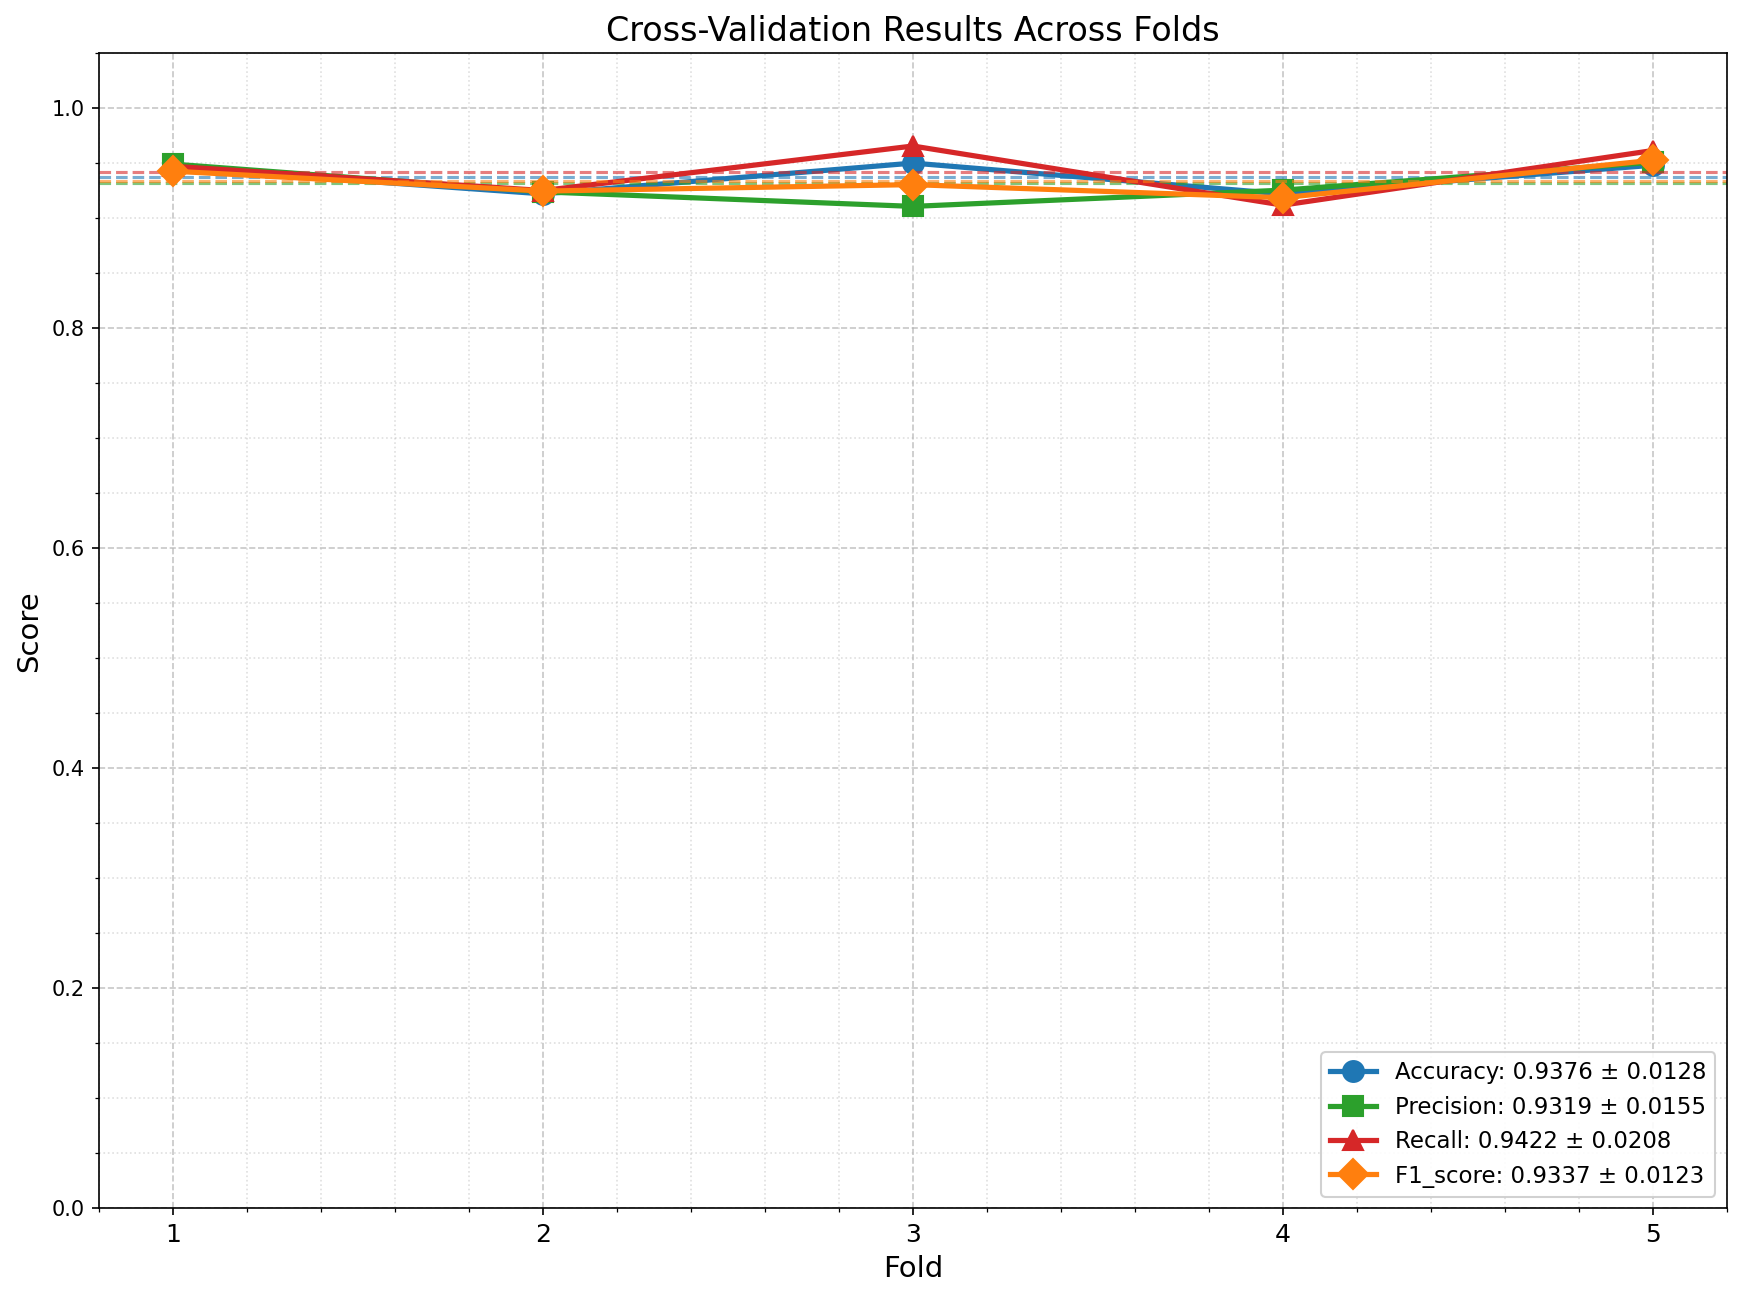 Cross-Validation Results Across Folds
1.0
0.8
0.6
0.4
0.2
0.0
Score
1 2 3 4 5
Fold
Accuracy: 0.9376 ± 0.0128
Precision: 0.9319 ± 0.0155
Recall: 0.9422 ± 0.0208
F1_score: 0.9337 ± 0.0123